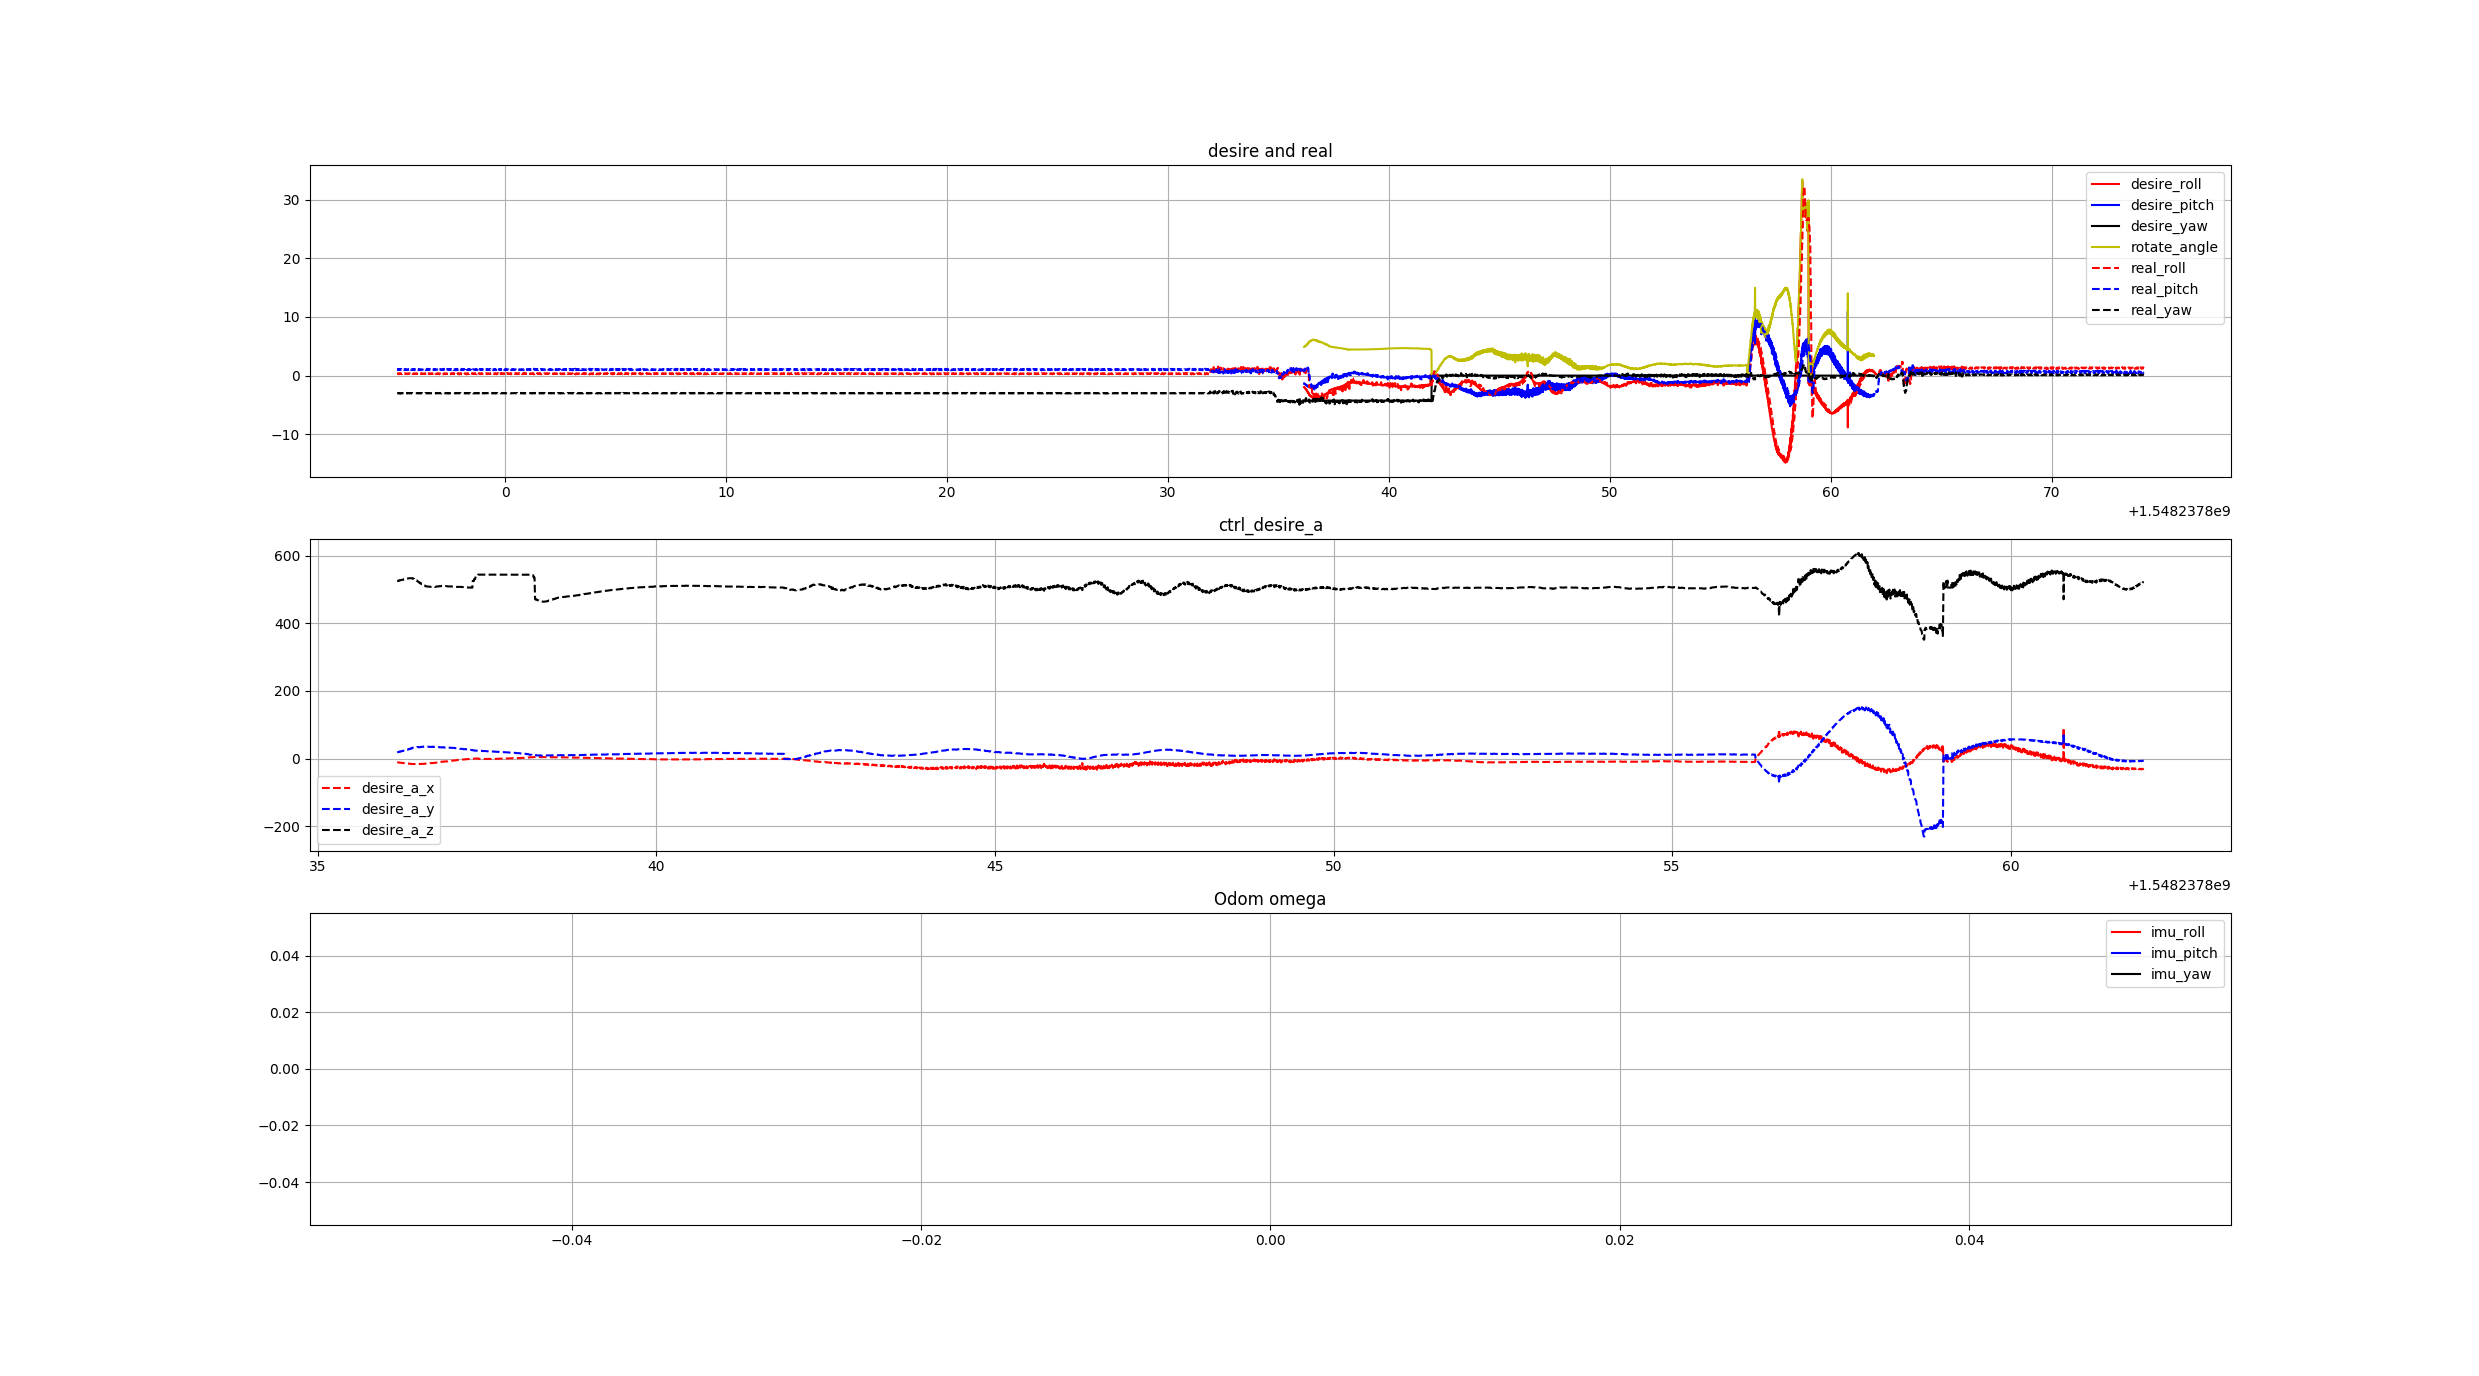 desire and real
30
20
10
0
−10
desire_roll
desire_pitch
desire_yaw
rotate_angle
real_roll
real_pitch
real_yaw
0 10 20 30 40 50 60 70
+1.5482378e9
ctrl_desire_a
600
400
200
0
−200
desire_a_x
desire_a_y
desire_a_z
35 40 45 50 55 60
+1.5482378e9
Odom omega
0.04
0.02
0.00
−0.02
−0.04
imu_roll
imu_pitch
imu_yaw
−0.04 −0.02 0.00 0.02 0.04